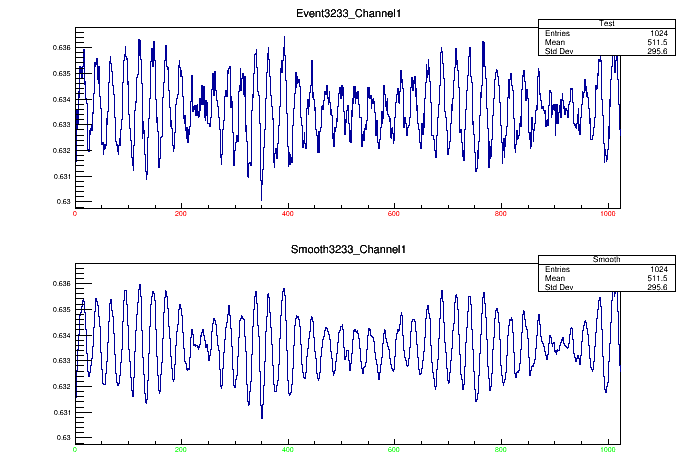 Event3233_Channel1
Test
Entries 1024
Mean 511.5
Std Dev 295.6
0.636
0.635
0.634
0.633
0.632
0.631
0.63
0 200 400 600 800 1000
Smooth3233_Channel1
Smooth
Entries 1024
Mean 511.5
Std Dev 295.6
0.636
0.635
0.634
0.633
0.632
0.631
0.63
0 200 400 600 800 1000